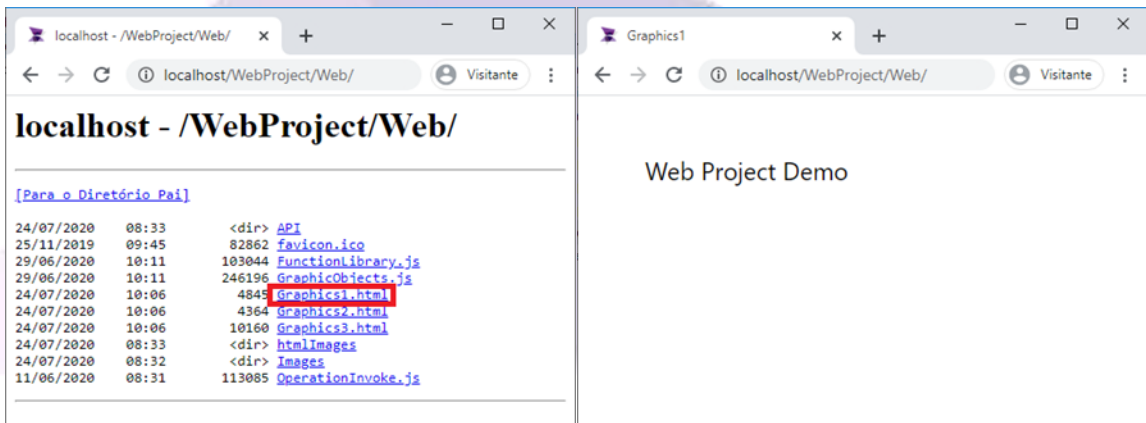 localhost - /WebProject/Web/
localhost/WebProject/Web/
Visitante
localhost - /WebProject/Web/
[Para o Diretório Pai]
24/07/2020 08:33 <dir> API
25/11/2019 09:45 82862 favicon.ico
29/06/2020 10:11 103044 FunctionLibrary.js
29/06/2020 10:11 246196 GraphicObjects.js
24/07/2020 10:06 4845 Graphics1.html
24/07/2020 10:06 4364 Graphics2.html
24/07/2020 10:06 10160 Graphics3.html
24/07/2020 08:33 <dir> htmlImages
24/07/2020 08:32 <dir> Images
11/06/2020 08:31 113085 OperationInvoke.js
Graphics1
localhost/WebProject/Web/
Visitante
Web Project Demo